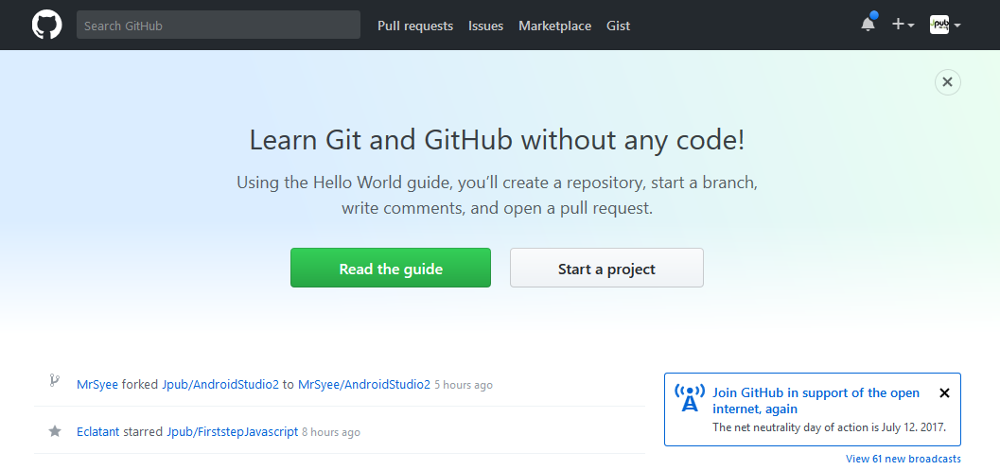 Search GitHub
Pull requests
Issues
Marketplace
Gist
Jpub
Learn Git and GitHub without any code!
Using the Hello World guide, you’ll create a repository, start a branch,
write comments, and open a pull request.
Read the guide
Start a project
MrSyee forked Jpub/AndroidStudio2 to MrSyee/AndroidStudio2 5 hours ago
Eclatant starred Jpub/FirststepJavascript 8 hours ago
Join GitHub in support of the open
internet, again
The net neutrality day of action is July 12, 2017.
View 61 new broadcasts